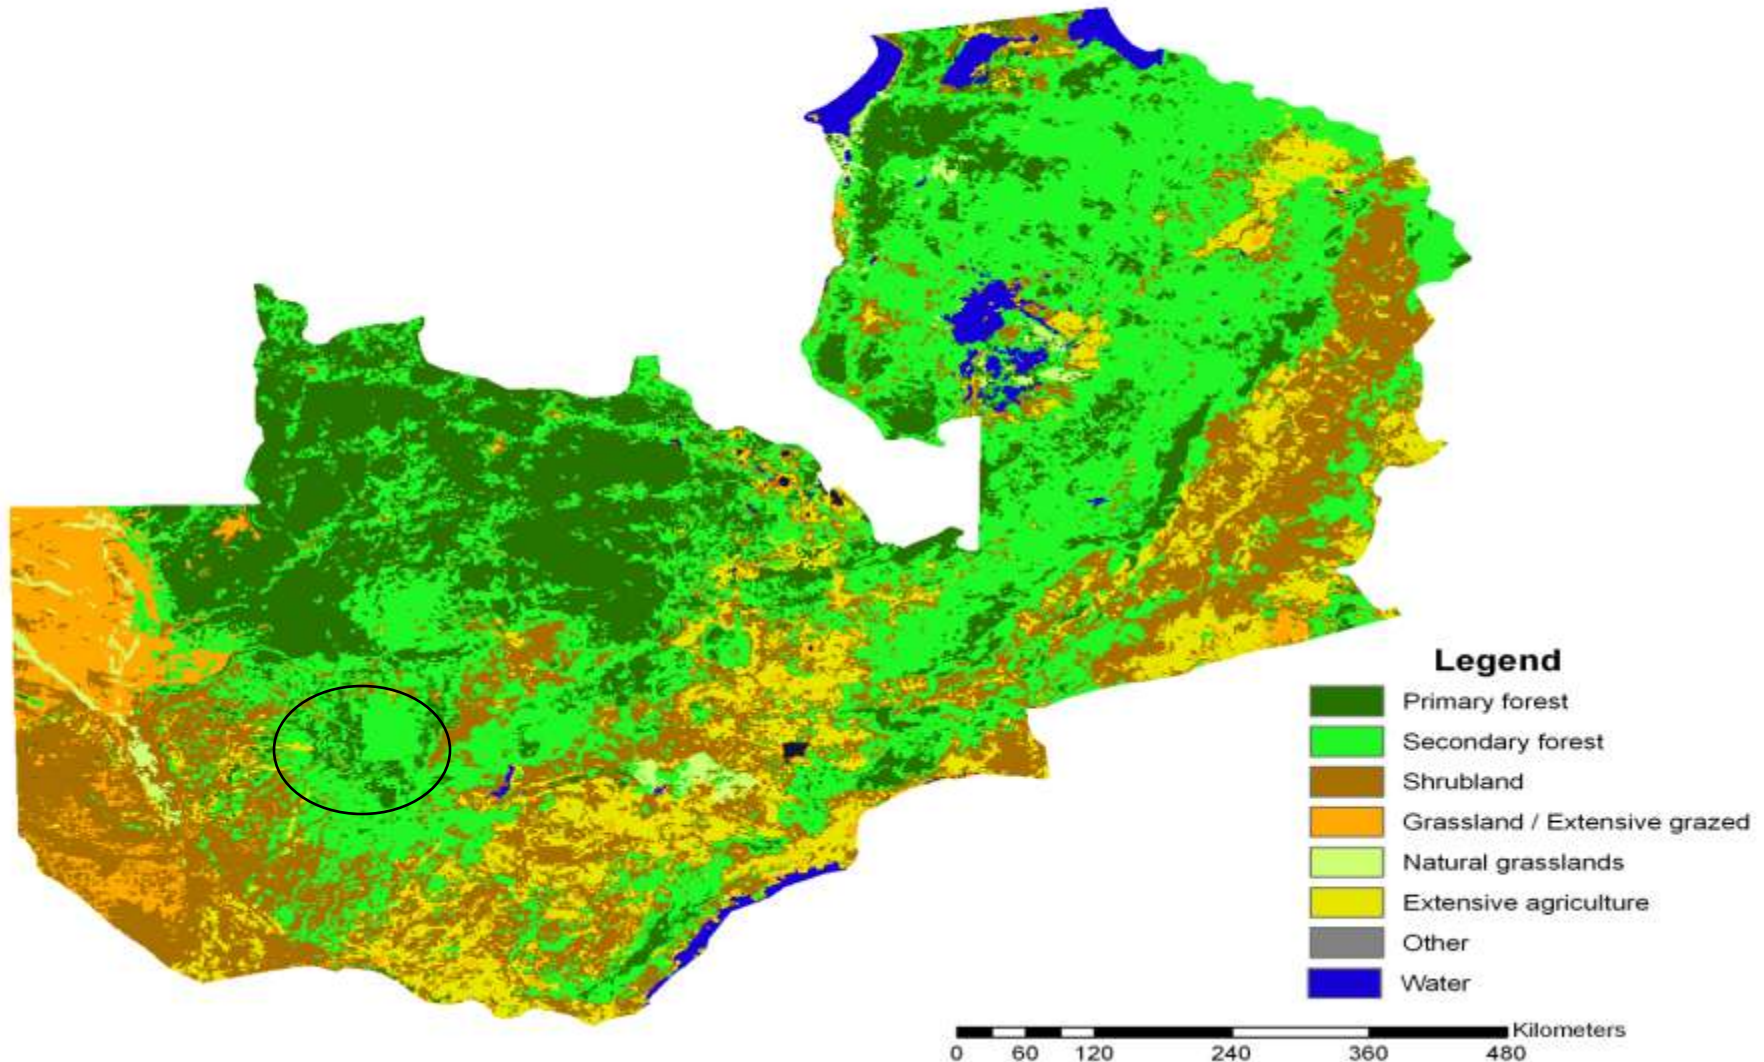 Legend
Primary forest
Secondary forest
Shrubland
Grassland / Extensive grazed
Natural grasslands
Extensive agriculture
Other
Water
Kilometers
0 60 120 240 360 480